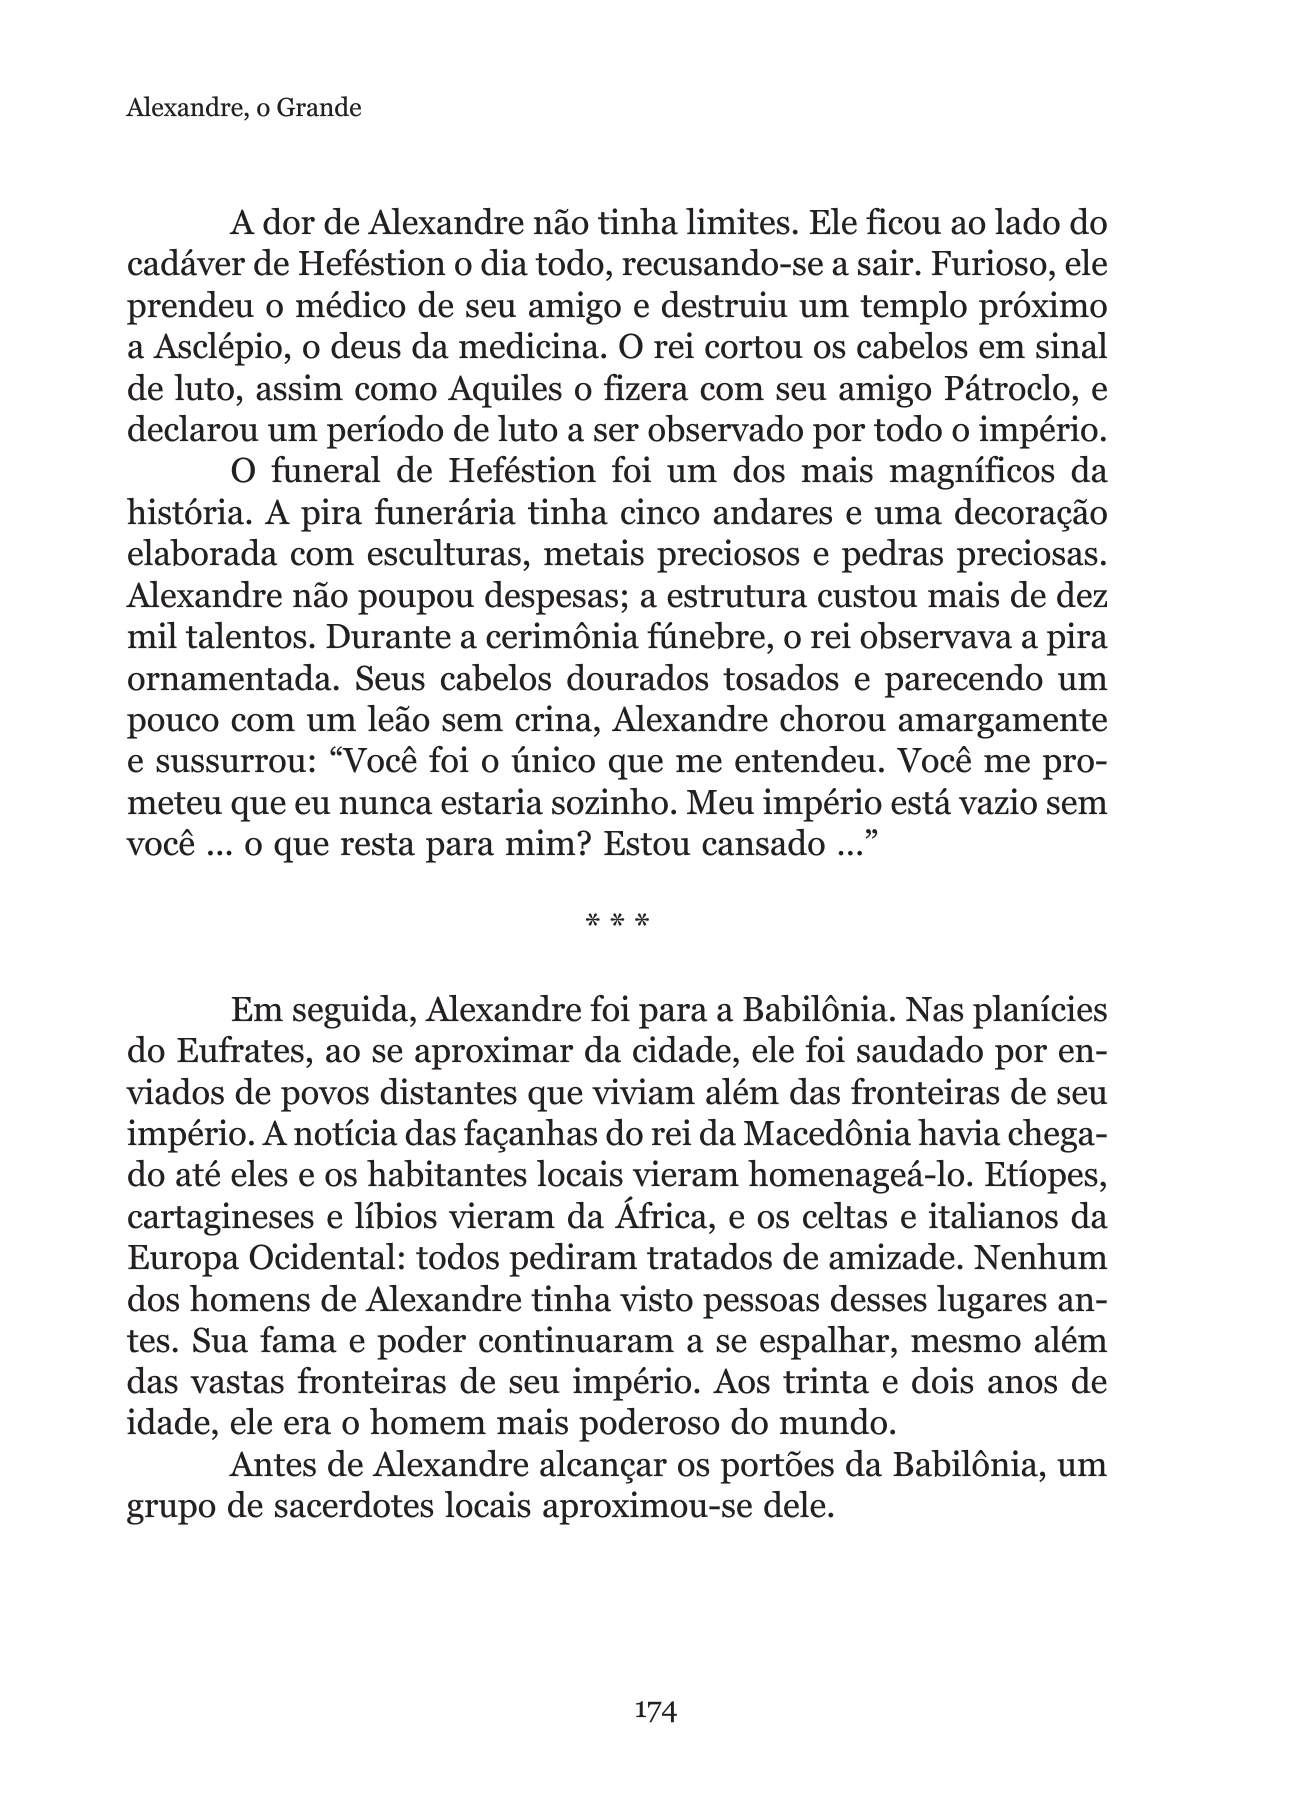 Alexandre, o Grande
A dor de Alexandre não tinha limites. Ele ficou ao lado do
cadáver de Heféstion o dia todo, recusando-se a sair. Furioso, ele
prendeu o médico de seu amigo e destruiu um templo próximo
a Asclépio, o deus da medicina. O rei cortou os cabelos em sinal
de luto, assim como Aquiles o fizera com seu amigo Pátroclo, e
declarou um período de luto a ser observado por todo o império.
O funeral de Heféstion foi um dos mais magníficos da
história. A pira funerária tinha cinco andares e uma decoração
elaborada com esculturas, metais preciosos e pedras preciosas.
Alexandre não poupou despesas; a estrutura custou mais de dez
mil talentos. Durante a cerimônia fúnebre, o rei observava a pira
ornamentada. Seus cabelos dourados tosados e parecendo um
pouco com um leão sem crina, Alexandre chorou amargamente
e sussurrou: “Você foi o único que me entendeu. Você me pro-
meteu que eu nunca estaria sozinho. Meu império está vazio sem
você ... o que resta para mim? Estou cansado ...”
* * *
Em seguida, Alexandre foi para a Babilônia. Nas planícies
do Eufrates, ao se aproximar da cidade, ele foi saudado por en-
viados de povos distantes que viviam além das fronteiras de seu
império. A notícia das façanhas do rei da Macedônia havia chega-
do até eles e os habitantes locais vieram homenageá-lo. Etíopes,
cartagineses e líbios vieram da África, e os celtas e italianos da
Europa Ocidental: todos pediram tratados de amizade. Nenhum
dos homens de Alexandre tinha visto pessoas desses lugares an-
tes. Sua fama e poder continuaram a se espalhar, mesmo além
das vastas fronteiras de seu império. Aos trinta e dois anos de
idade, ele era o homem mais poderoso do mundo.
Antes de Alexandre alcançar os portões da Babilônia, um
grupo de sacerdotes locais aproximou-se dele.
174